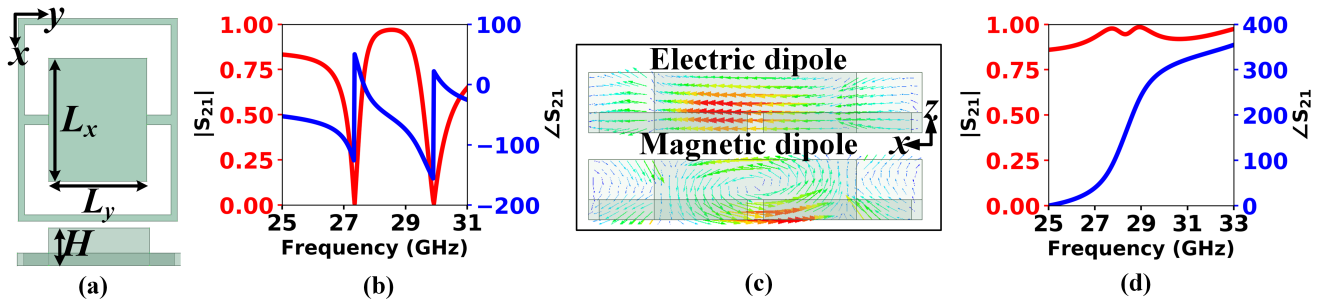 y
x
L_x
L_y
H
(a)
1.00
0.75
0.50
0.25
0.00
|S₂₁|
25 27 29 31
Frequency (GHz)
100
0
−100
−200
∠S₂₁
(b)
Electric dipole
Magnetic dipole
z
x
(c)
1.00
0.75
0.50
0.25
0.00
|S₂₁|
25 27 29 31 33
Frequency (GHz)
400
300
200
100
0
∠S₂₁
(d)